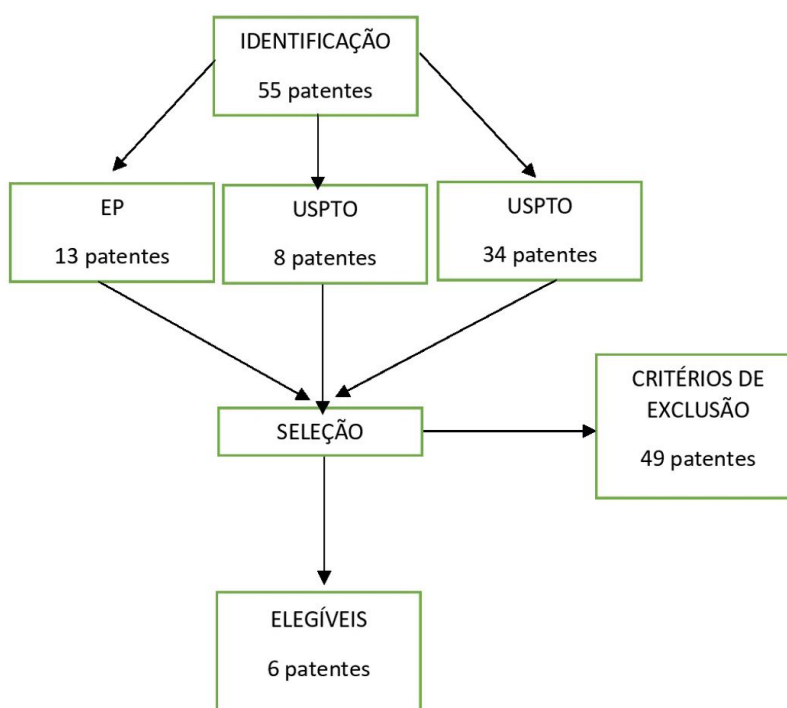 IDENTIFICAÇÃO
55 patentes
EP
13 patentes
USPTO
8 patentes
USPTO
34 patentes
SELEÇÃO
CRITÉRIOS DE
EXCLUSÃO
49 patentes
ELEGÍVEIS
6 patentes